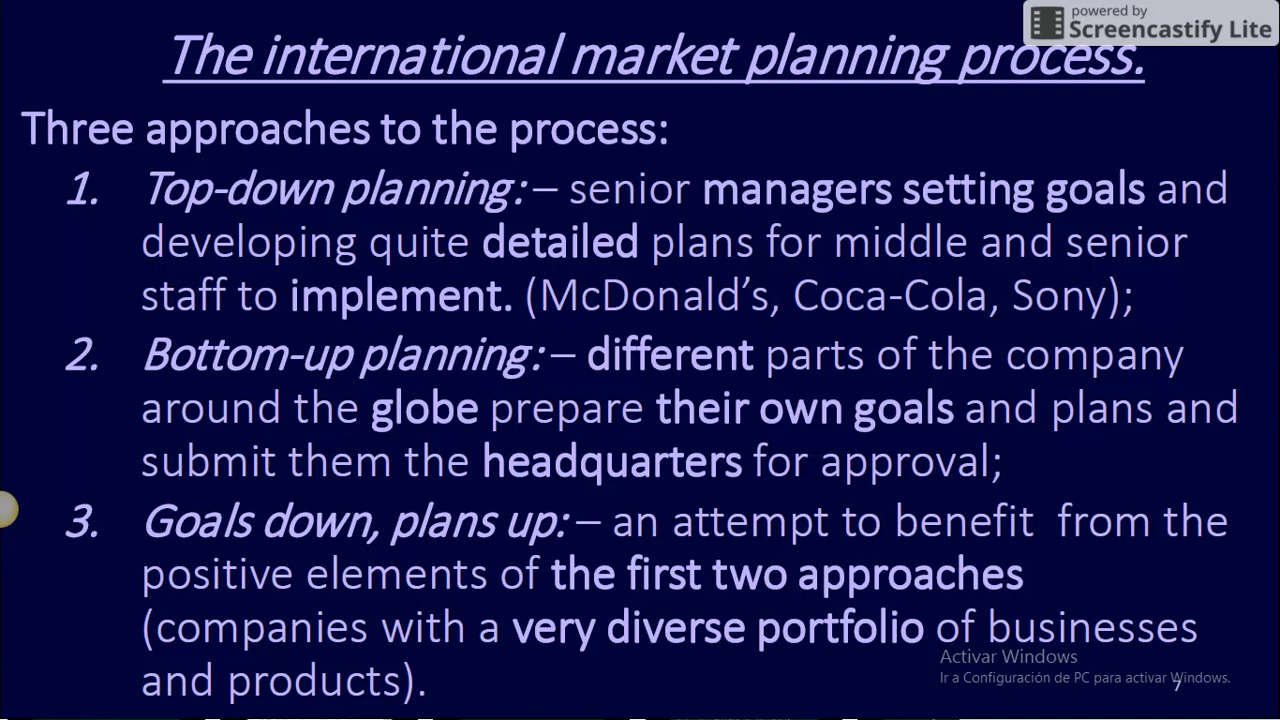 powered by
Screencastify Lite
The international market planning process.
Three approaches to the process:
1. Top-down planning: – senior managers setting goals and
developing quite detailed plans for middle and senior
staff to implement. (McDonald’s, Coca-Cola, Sony);
2. Bottom-up planning: – different parts of the company
around the globe prepare their own goals and plans and
submit them the headquarters for approval;
3. Goals down, plans up: – an attempt to benefit from the
positive elements of the first two approaches
(companies with a very diverse portfolio of businesses
and products).
Activar Windows
Ir a Configuración de PC para activar Windows.
7